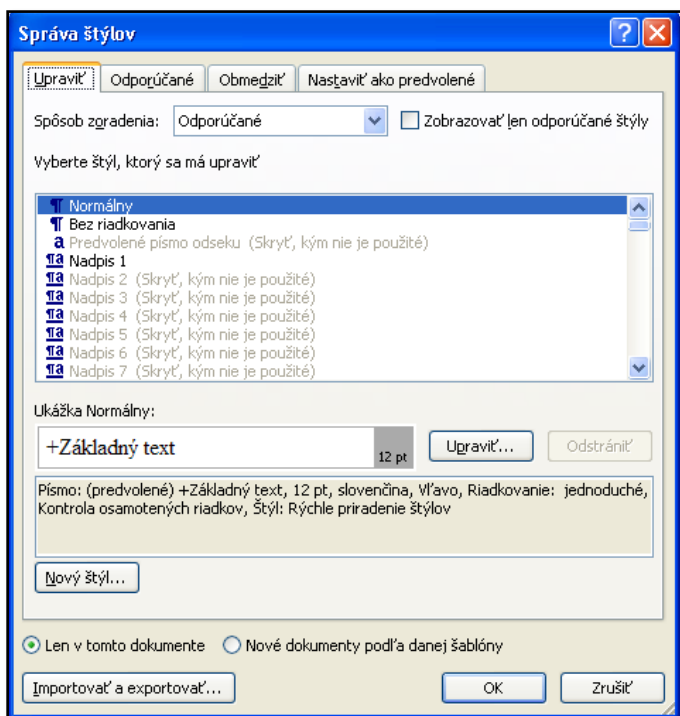 Správa štýlov
Upraviť Odporúčané Obmedziť Nastaviť ako predvolené
Spôsob zoradenia: Odporúčané Zobrazovať len odporúčané štýly
Vyberte štýl, ktorý sa má upraviť
¶ Normálny
¶ Bez riadkovania
a Predvolené písmo odseku (Skryť, kým nie je použité)
¶a Nadpis 1
¶a Nadpis 2 (Skryť, kým nie je použité)
¶a Nadpis 3 (Skryť, kým nie je použité)
¶a Nadpis 4 (Skryť, kým nie je použité)
¶a Nadpis 5 (Skryť, kým nie je použité)
¶a Nadpis 6 (Skryť, kým nie je použité)
¶a Nadpis 7 (Skryť, kým nie je použité)
Ukážka Normálny:
+Základný text 12 pt Upraviť... Odstrániť
Písmo: (predvolené) +Základný text, 12 pt, slovenčina, Vľavo, Riadkovanie: jednoduché,
Kontrola osamotených riadkov, Štýl: Rýchle priradenie štýlov
Nový štýl...
Len v tomto dokumente Nové dokumenty podľa danej šablóny
Importovať a exportovať... OK Zrušiť